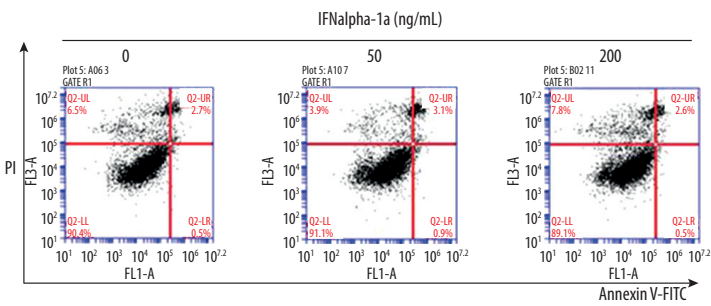 IFNalpha-1a (ng/mL)
0 50 200
Plot 5: A06 3
GATE R1
Q2-UL
6.5%
Q2-UR
2.7%
Q2-LL
90.4%
Q2-LR
0.5%
10^7.2
10^6
10^5
10^4
10^3
10^2
10^1
FL3-A
10^1 10^2 10^3 10^4 10^5 10^6 10^7.2
FL1-A
Plot 5: A10 7
GATE R1
Q2-UL
3.9%
Q2-UR
3.1%
Q2-LL
91.1%
Q2-LR
0.9%
10^7.2
10^6
10^5
10^4
10^3
10^2
10^1
FL3-A
10^1 10^2 10^3 10^4 10^5 10^6 10^7.2
FL1-A
Plot 5: B02 11
GATE R1
Q2-UL
7.8%
Q2-UR
2.6%
Q2-LL
89.1%
Q2-LR
0.5%
10^7.2
10^6
10^5
10^4
10^3
10^2
10^1
FL3-A
10^1 10^2 10^3 10^4 10^5 10^6 10^7.2
FL1-A
PI
Annexin V-FITC